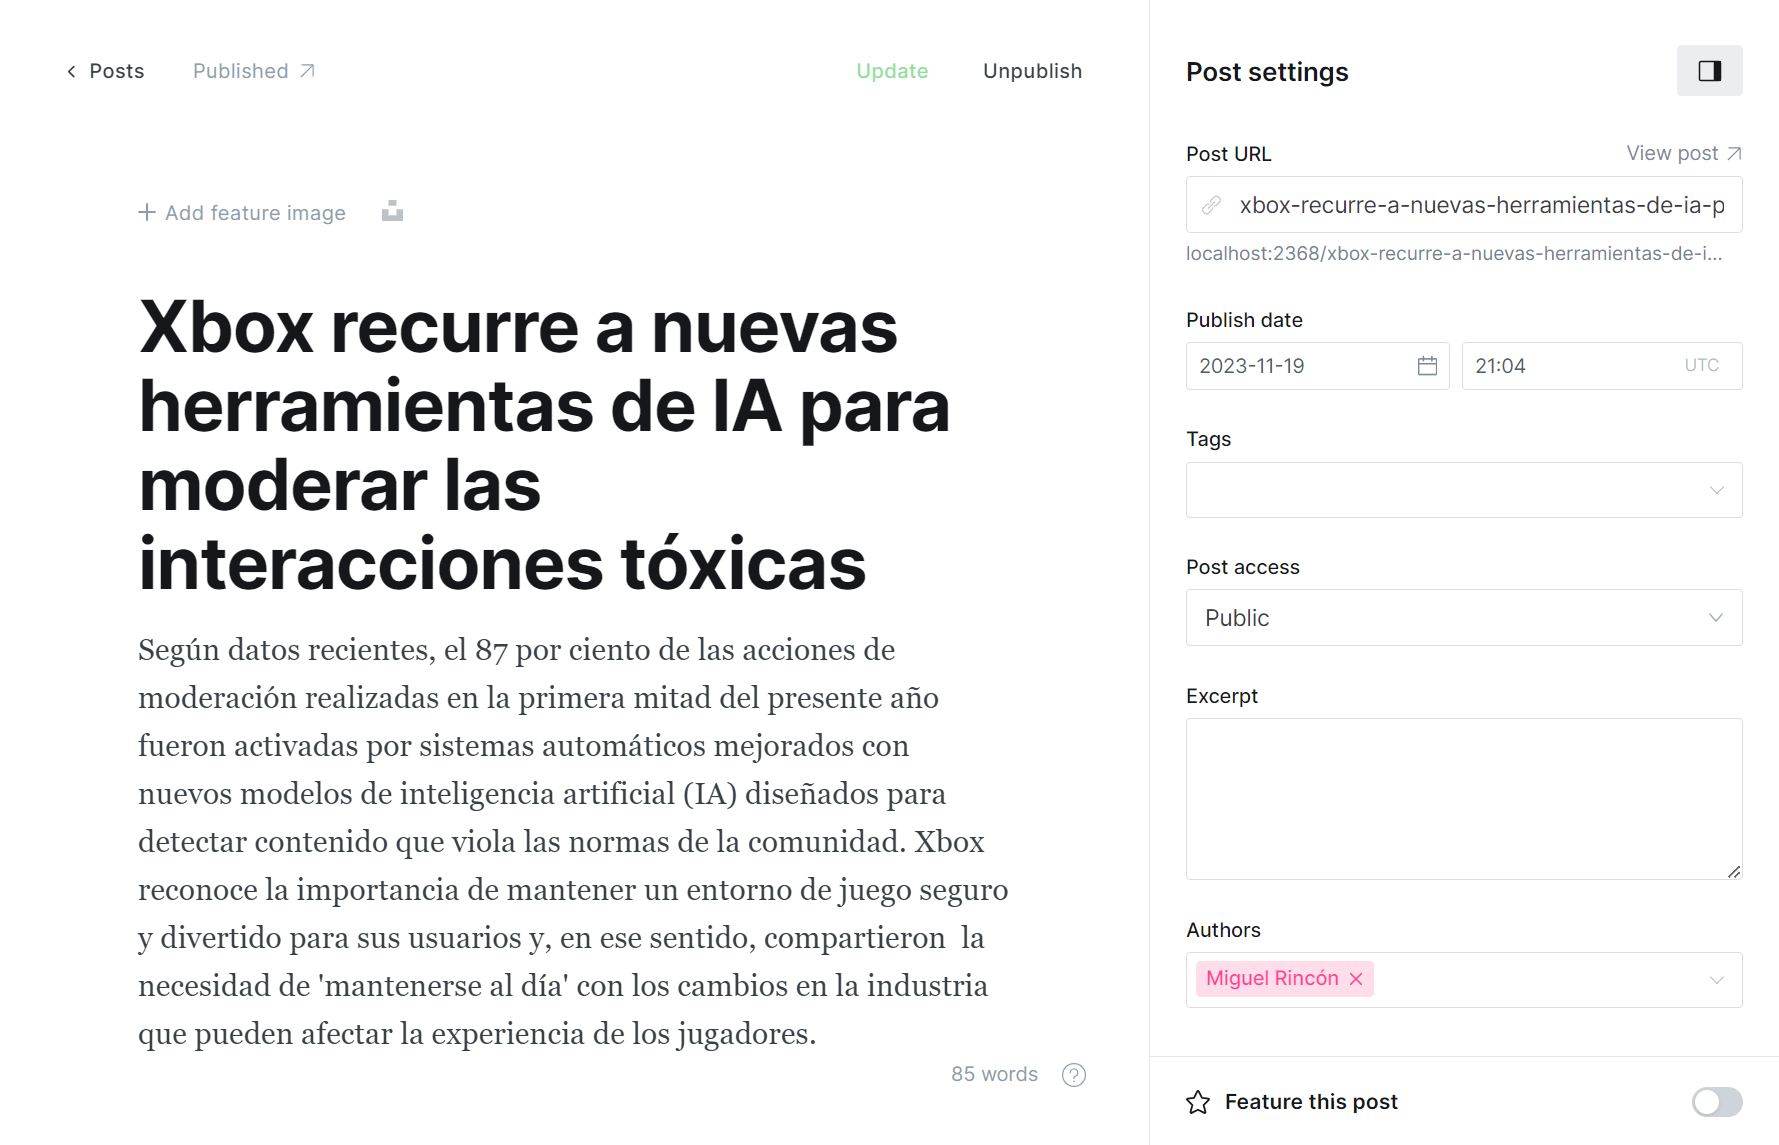 Posts
Published
Update
Unpublish
Add feature image
Xbox recurre a nuevas
herramientas de IA para
moderar las
interacciones tóxicas
Según datos recientes, el 87 por ciento de las acciones de
moderación realizadas en la primera mitad del presente año
fueron activadas por sistemas automáticos mejorados con
nuevos modelos de inteligencia artificial (IA) diseñados para
detectar contenido que viola las normas de la comunidad. Xbox
reconoce la importancia de mantener un entorno de juego seguro
y divertido para sus usuarios y, en ese sentido, compartieron  la
necesidad de 'mantenerse al día' con los cambios en la industria
que pueden afectar la experiencia de los jugadores.
85 words
?
Post settings
Post URL
View post
xbox-recurre-a-nuevas-herramientas-de-ia-p
localhost:2368/xbox-recurre-a-nuevas-herramientas-de-i...
Publish date
2023-11-19
21:04
UTC
Tags
Post access
Public
Excerpt
Authors
Miguel Rincón
Feature this post